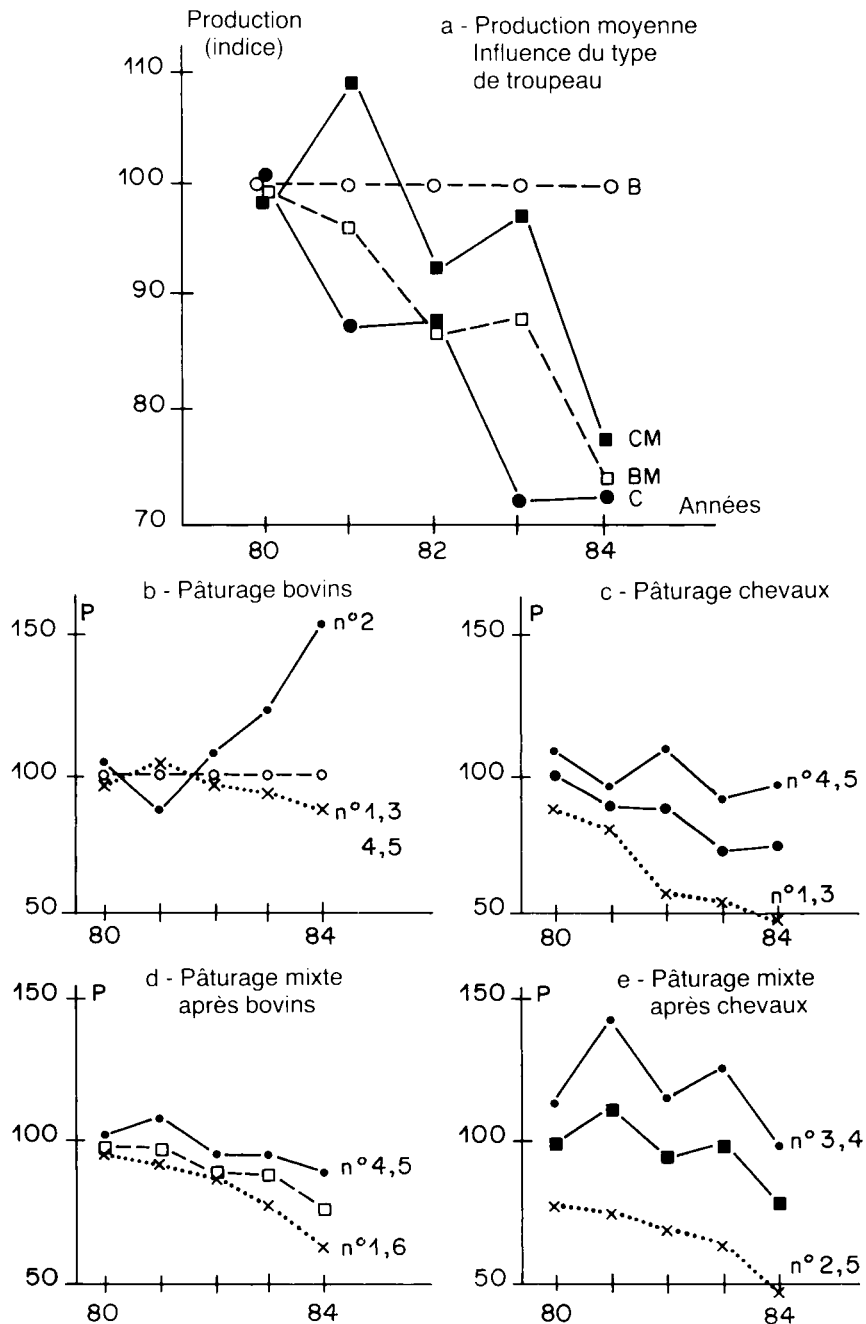 Production
(indice)
a - Production moyenne
Influence du type
de troupeau
110
100
90
80
70
B
CM
BM
C
Années
80
82
84
b - Pâturage bovins
P
150
100
50
n°2
n°1,3
4,5
80
84
c - Pâturage chevaux
150
100
50
n°4,5
n°1,3
80
84
d - Pâturage mixte
après bovins
P
150
100
50
n°4,5
n°1,6
80
84
e - Pâturage mixte
après chevaux
150
100
50
n°3,4
n°2,5
80
84